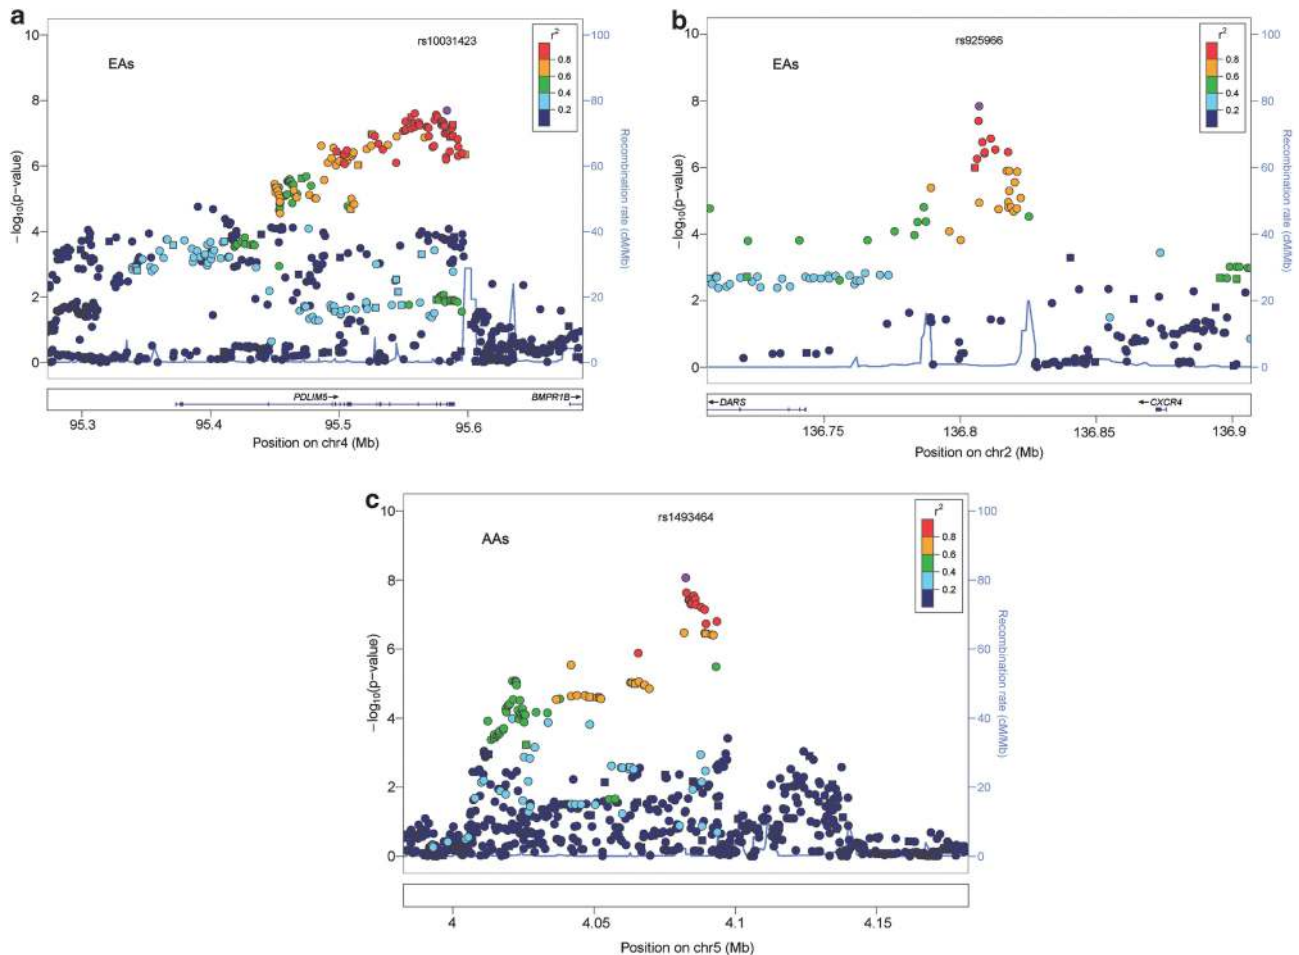 a
rs10031423
EAs
r²
0.8
0.6
0.4
0.2
10
8
6
4
2
0
100
80
60
40
20
0
−log₁₀(p−value)
Recombination rate (cM/Mb)
PDLIM5→
BMPR1B→
95.3
95.4
95.5
95.6
Position on chr4 (Mb)
b
rs925966
EAs
r²
0.8
0.6
0.4
0.2
10
8
6
4
2
0
100
80
60
40
20
0
−log₁₀(p−value)
Recombination rate (cM/Mb)
←DARS
←CXCR4
136.75
136.8
136.85
136.9
Position on chr2 (Mb)
c
rs1493464
AAs
r²
0.8
0.6
0.4
0.2
10
8
6
4
2
0
100
80
60
40
20
0
−log₁₀(p−value)
Recombination rate (cM/Mb)
4
4.05
4.1
4.15
Position on chr5 (Mb)